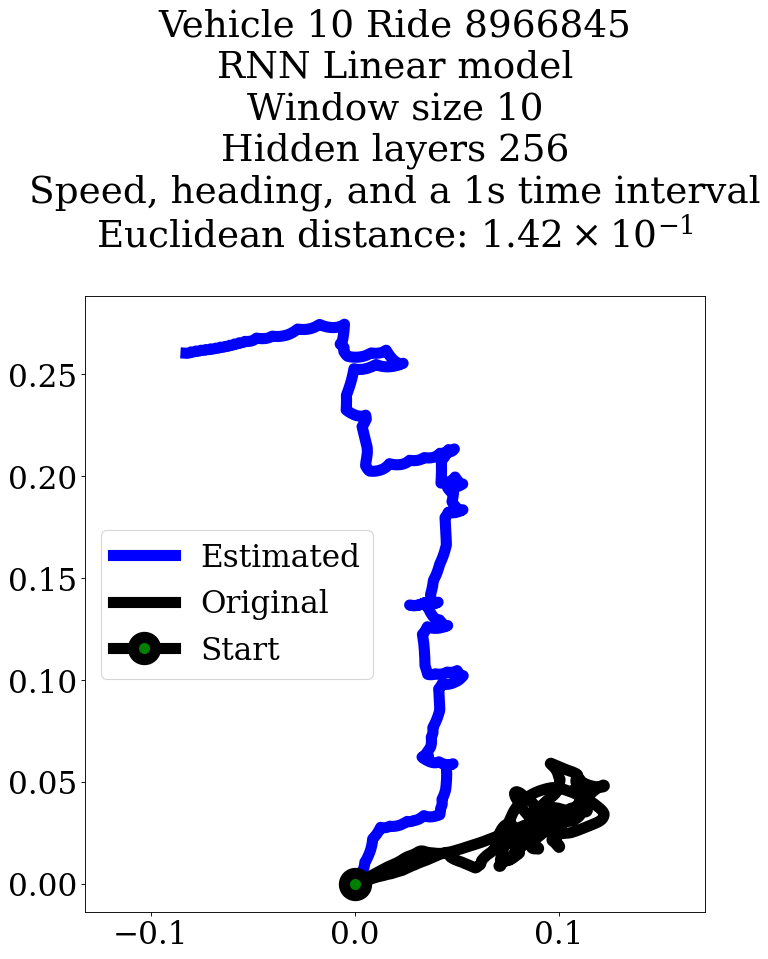 Vehicle 10 Ride 8966845
RNN Linear model
Window size 10
Hidden layers 256
Speed, heading, and a 1s time interval
Euclidean distance: 1.42 × 10⁻¹
0.25
0.20
0.15
0.10
0.05
0.00
Estimated
Original
Start
−0.1
0.0
0.1